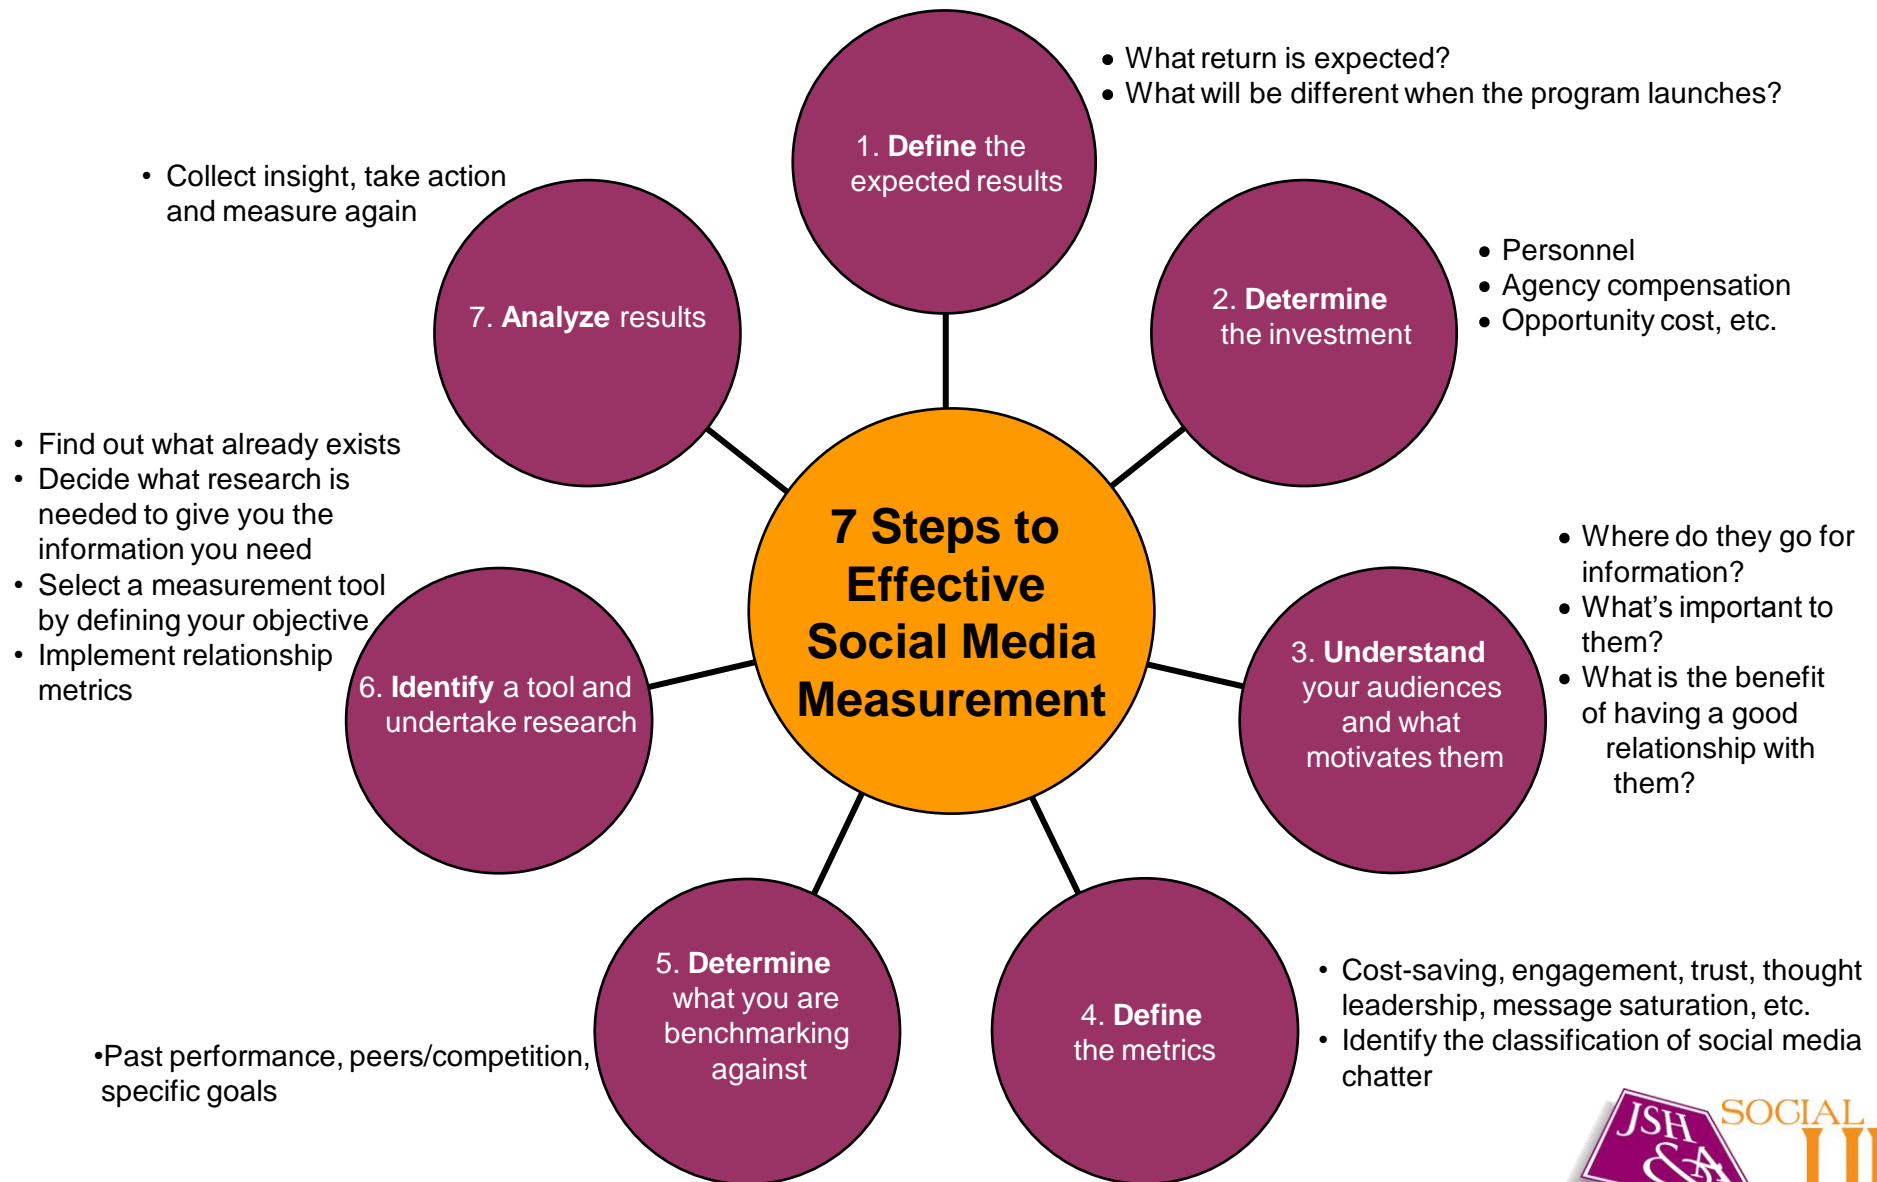 7 Steps to
Effective
Social Media
Measurement
1. Define the
expected results
• What return is expected?
• What will be different when the program launches?
2. Determine
the investment
• Personnel
• Agency compensation
• Opportunity cost, etc.
3. Understand
your audiences
and what
motivates them
• Where do they go for
information?
• What's important to
them?
• What is the benefit
of having a good
relationship with
them?
4. Define
the metrics
• Cost-saving, engagement, trust, thought
leadership, message saturation, etc.
• Identify the classification of social media
chatter
5. Determine
what you are
benchmarking
against
•Past performance, peers/competition,
specific goals
6. Identify a tool and
undertake research
• Find out what already exists
• Decide what research is
needed to give you the
information you need
• Select a measurement tool
by defining your objective
• Implement relationship
metrics
7. Analyze results
• Collect insight, take action
and measure again
JSH
&A
SOCIAL